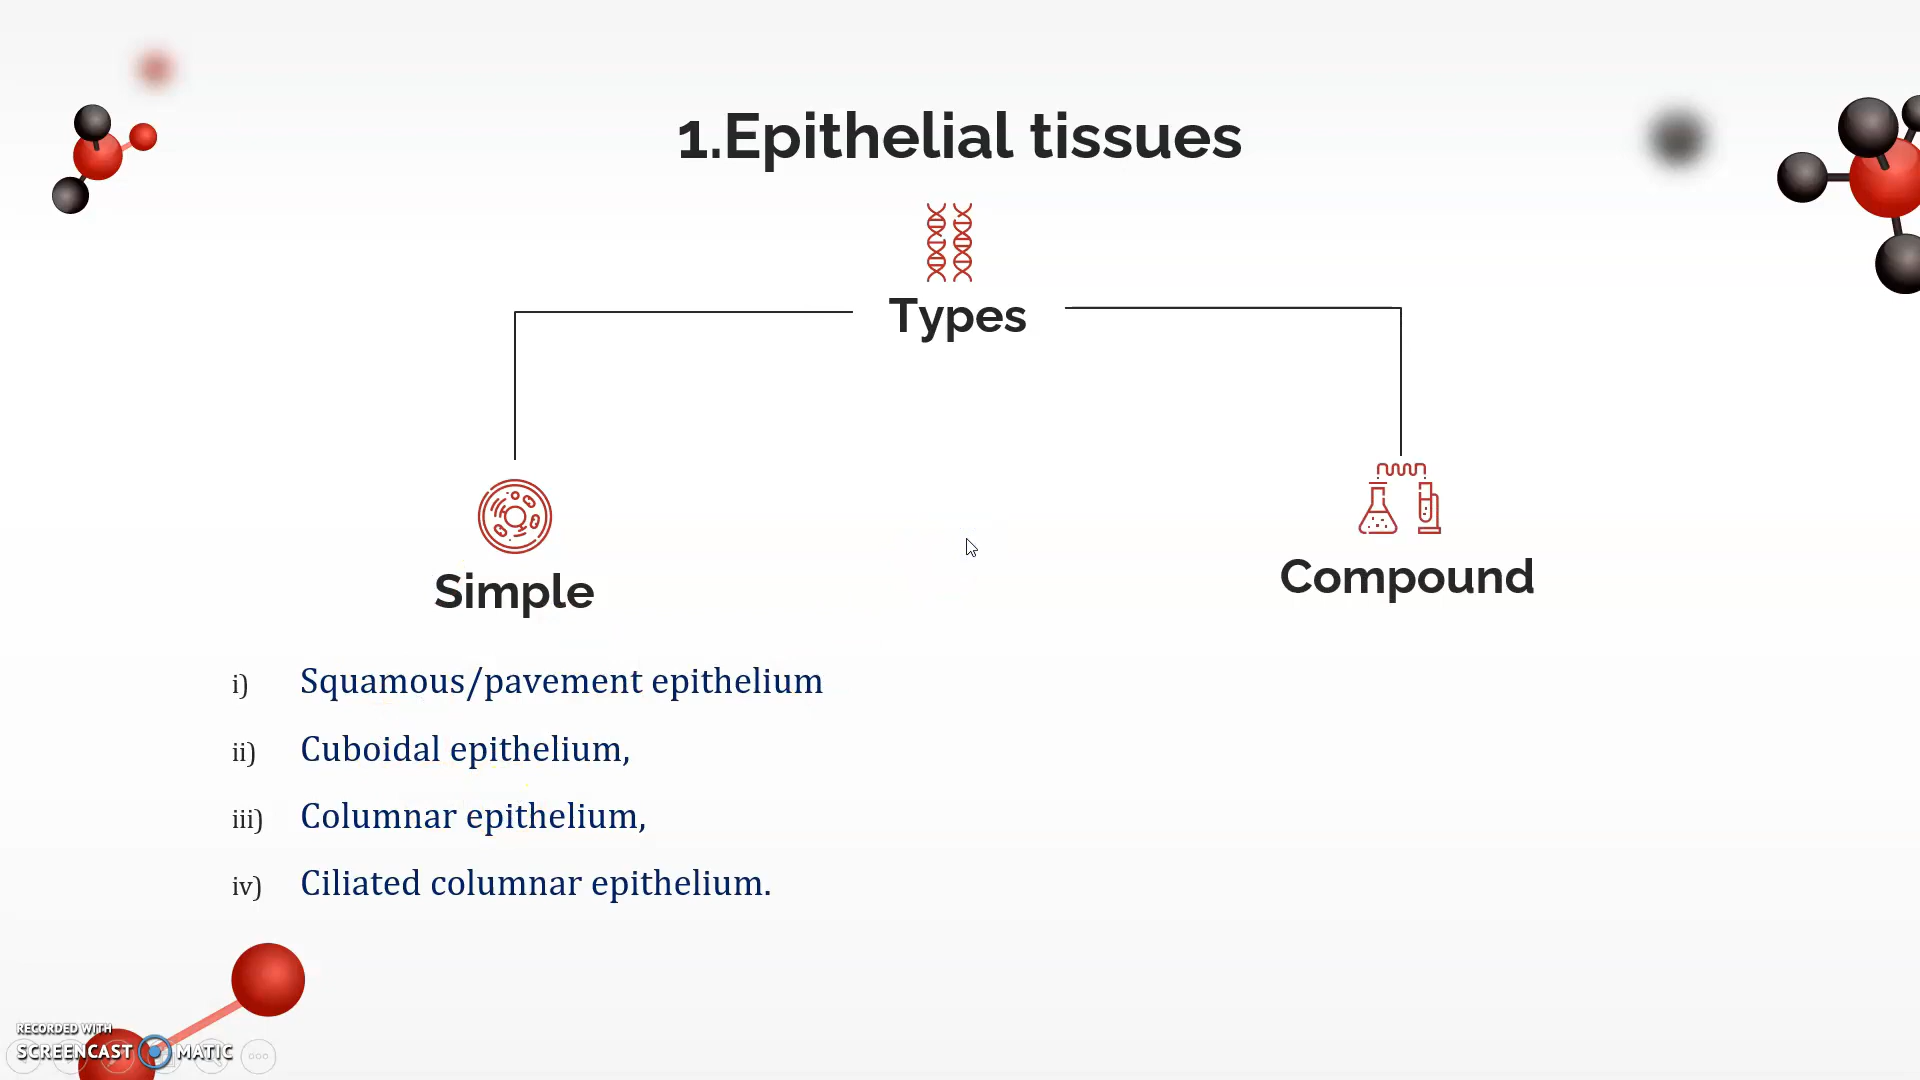 1.Epithelial tissues
Types
Simple
Compound
i) Squamous/pavement epithelium
ii) Cuboidal epithelium,
iii) Columnar epithelium,
iv) Ciliated columnar epithelium.
RECORDED WITH
SCREENCAST MATIC